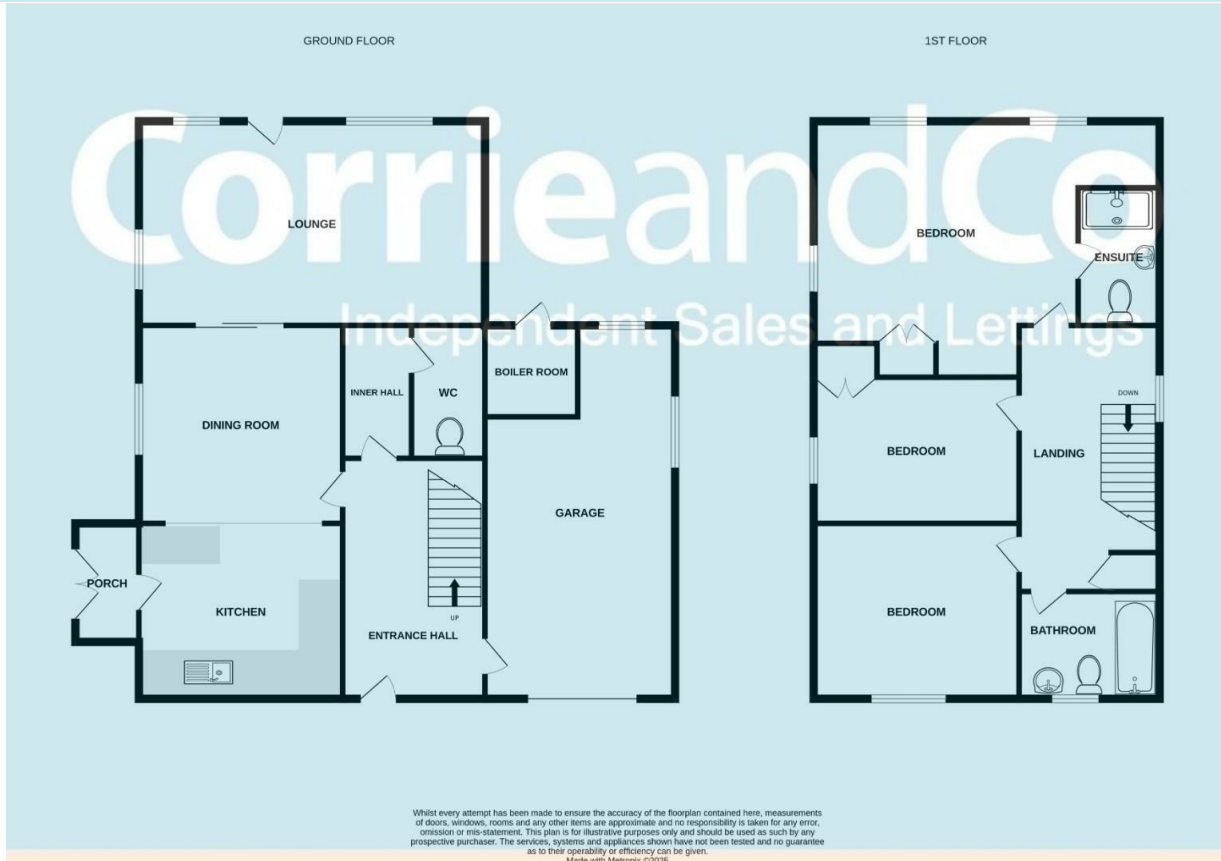 GROUND FLOOR
1ST FLOOR
CorrieandCo
Independent Sales and Lettings
LOUNGE
BEDROOM
ENSUITE
BOILER ROOM
INNER HALL
WC
DOWN
DINING ROOM
BEDROOM
LANDING
GARAGE
PORCH
KITCHEN
UP
ENTRANCE HALL
BEDROOM
BATHROOM
Whilst every attempt has been made to ensure the accuracy of the floorplan contained here, measurements
of doors, windows, rooms and any other items are approximate and no responsibility is taken for any error,
omission or mis-statement. This plan is for illustrative purposes only and should be used as such by any
prospective purchaser. The services, systems and appliances shown have not been tested and no guarantee
as to their operability or efficiency can be given.
Made with Metropix ©2025